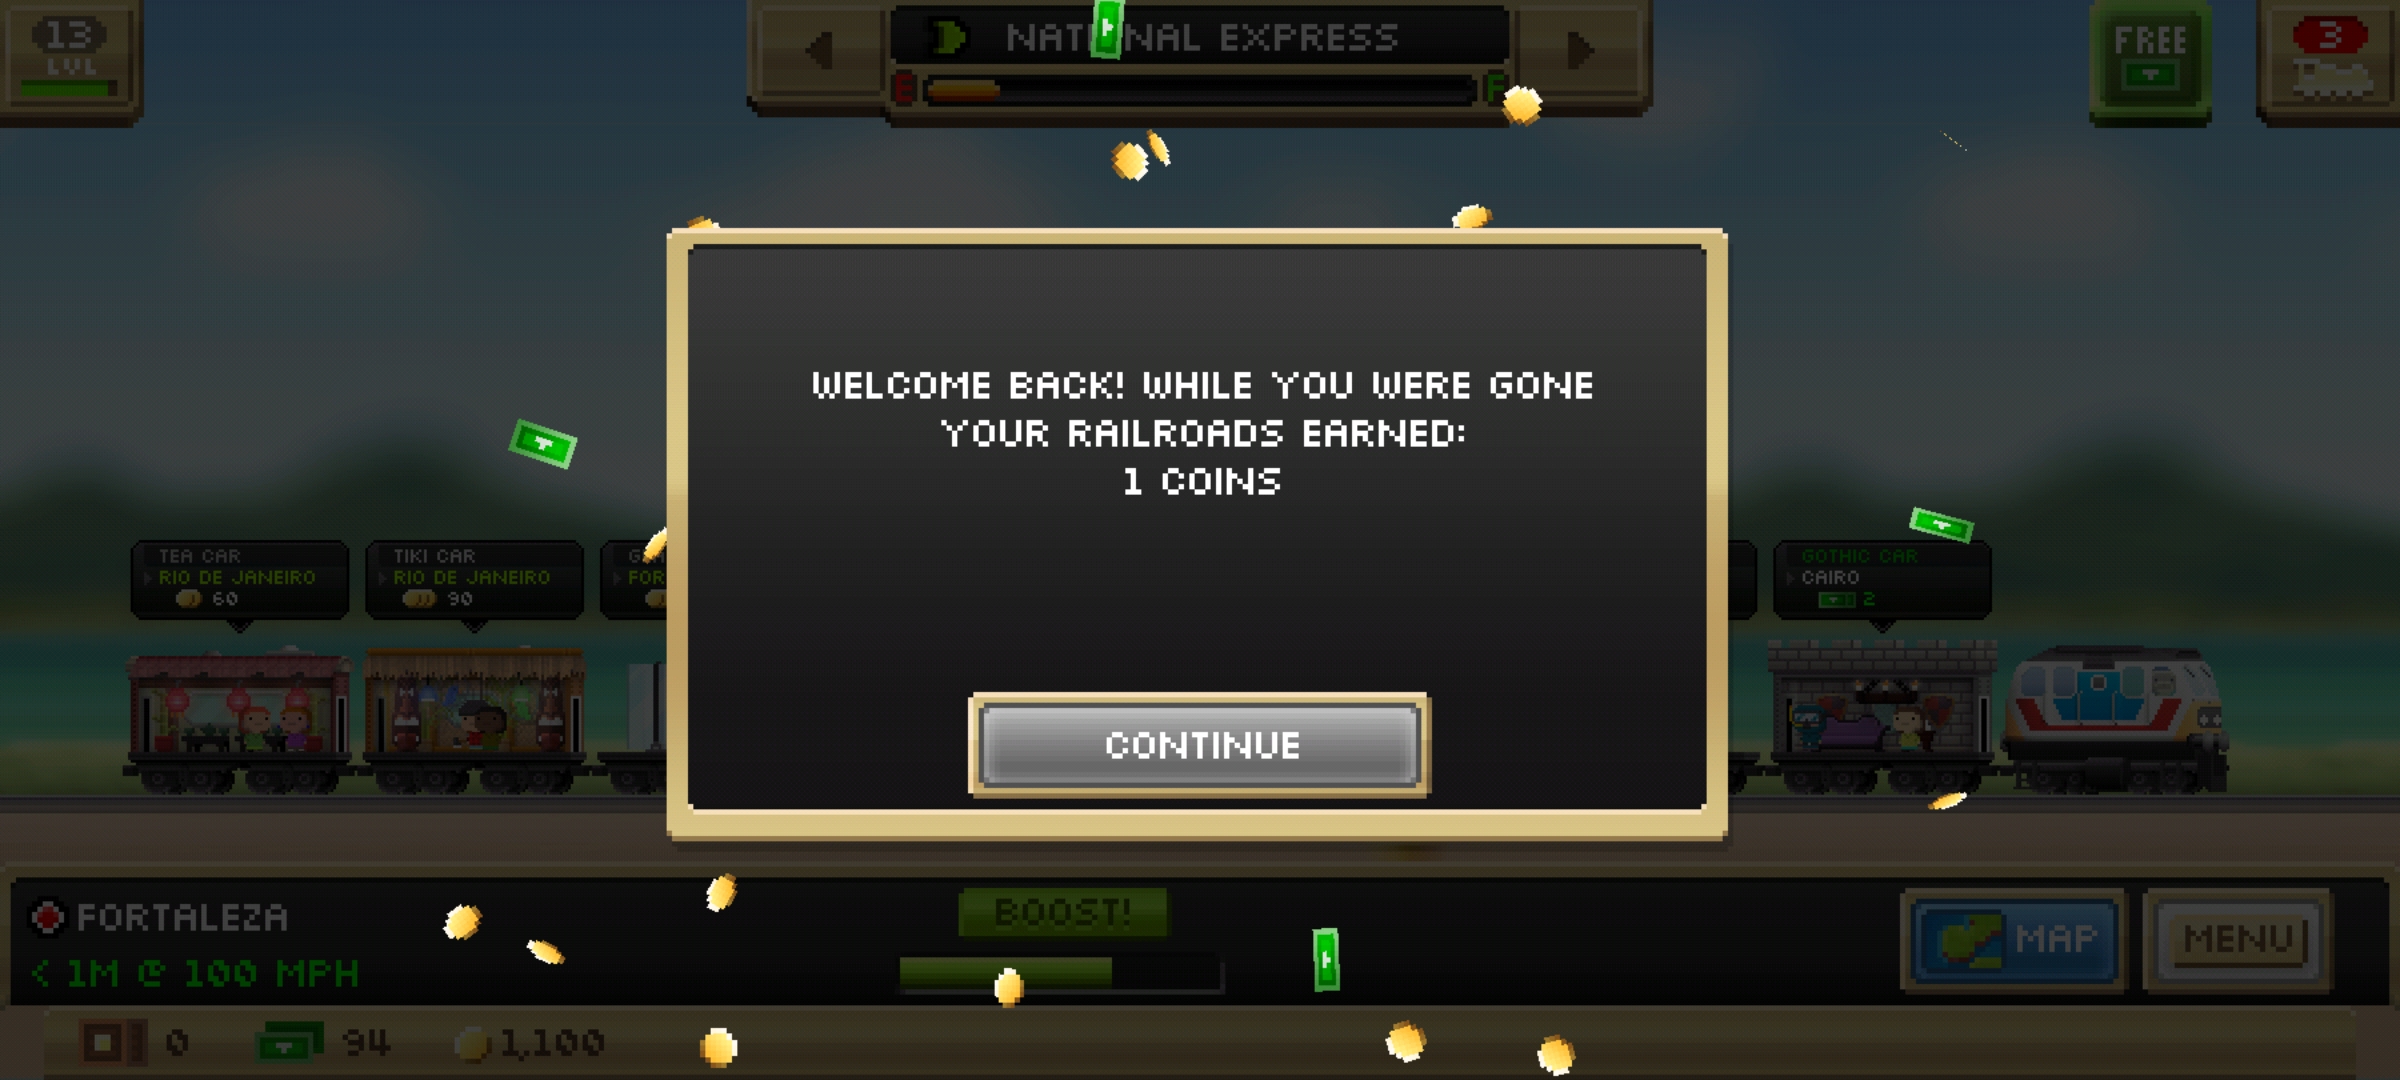 13
LVL
NAT NAL EXPRESS
E
F
FREE
3
WELCOME BACK! WHILE YOU WERE GONE
YOUR RAILROADS EARNED:
1 COINS
CONTINUE
TEA CAR
RIO DE JANEIRO
60
TIKI CAR
RIO DE JANEIRO
90
GOTHIC CAR
CAIRO
2
FORTALEZA
< 1M @ 100 MPH
BOOST!
MAP
MENU
0
94
1,100